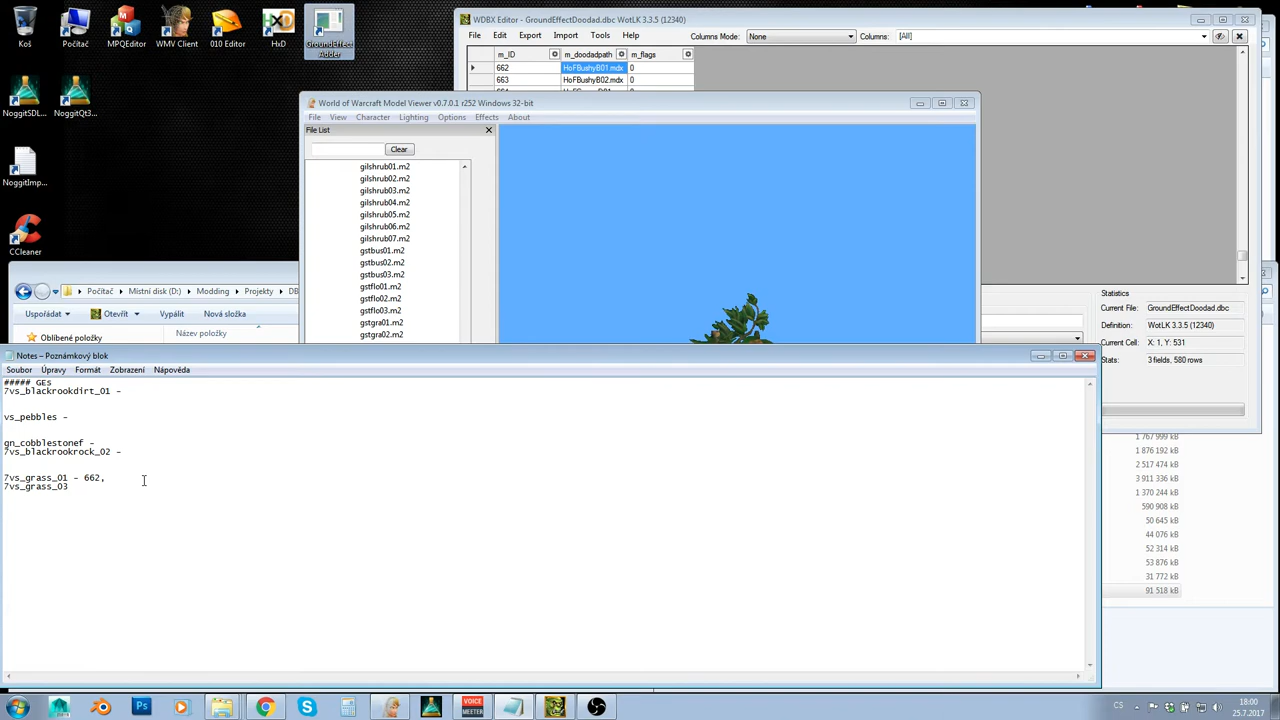 Koš
Počítač
MPQEditor
WMV Client
010 Editor
HxD
GroundEffect
Adder
NoggitSDL...
NoggitQt3...
NoggitImp...
CCleaner
WDBX Editor - GroundEffectDoodad.dbc WotLK 3.3.5 (12340)
File Edit Export Import Tools Help
Columns Mode: None
Columns: [All]
m_ID m_doodadpath m_flags
662 HoFBushyB01.mdx 0
663 HoFBushyB02.mdx 0
World of Warcraft Model Viewer v0.7.0.1 r252 Windows 32-bit
File View Character Lighting Options Effects About
File List
Clear
gilshrub01.m2
gilshrub02.m2
gilshrub03.m2
gilshrub04.m2
gilshrub05.m2
gilshrub06.m2
gilshrub07.m2
gstbus01.m2
gstbus02.m2
gstbus03.m2
gstflo01.m2
gstflo02.m2
gstflo03.m2
gstgra01.m2
gstgra02.m2
Počítač Místní disk (D:) Modding Projekty DB
Uspořádat Otevřít Vypálit Nová složka
Oblíbené položky
Název položky
Statistics
Current File: GroundEffectDoodad.dbc
Definition: WotLK 3.3.5 (12340)
Current Cell: X: 1, Y: 531
Stats: 3 fields, 580 rows
Notes – Poznámkový blok
Soubor Úpravy Formát Zobrazení Nápověda
##### GEs
7vs_blackrookdirt_01 –
vs_pebbles –
gn_cobblestonef –
7vs_blackrookrock_02 –
7vs_grass_01 – 662,
7vs_grass_03
1 767 999 kB
1 876 192 kB
2 517 474 kB
3 911 336 kB
1 370 244 kB
590 908 kB
50 645 kB
44 076 kB
52 314 kB
53 876 kB
31 772 kB
91 518 kB
Ps
VOICE
MEETER
CS
18:00
25.7.2017